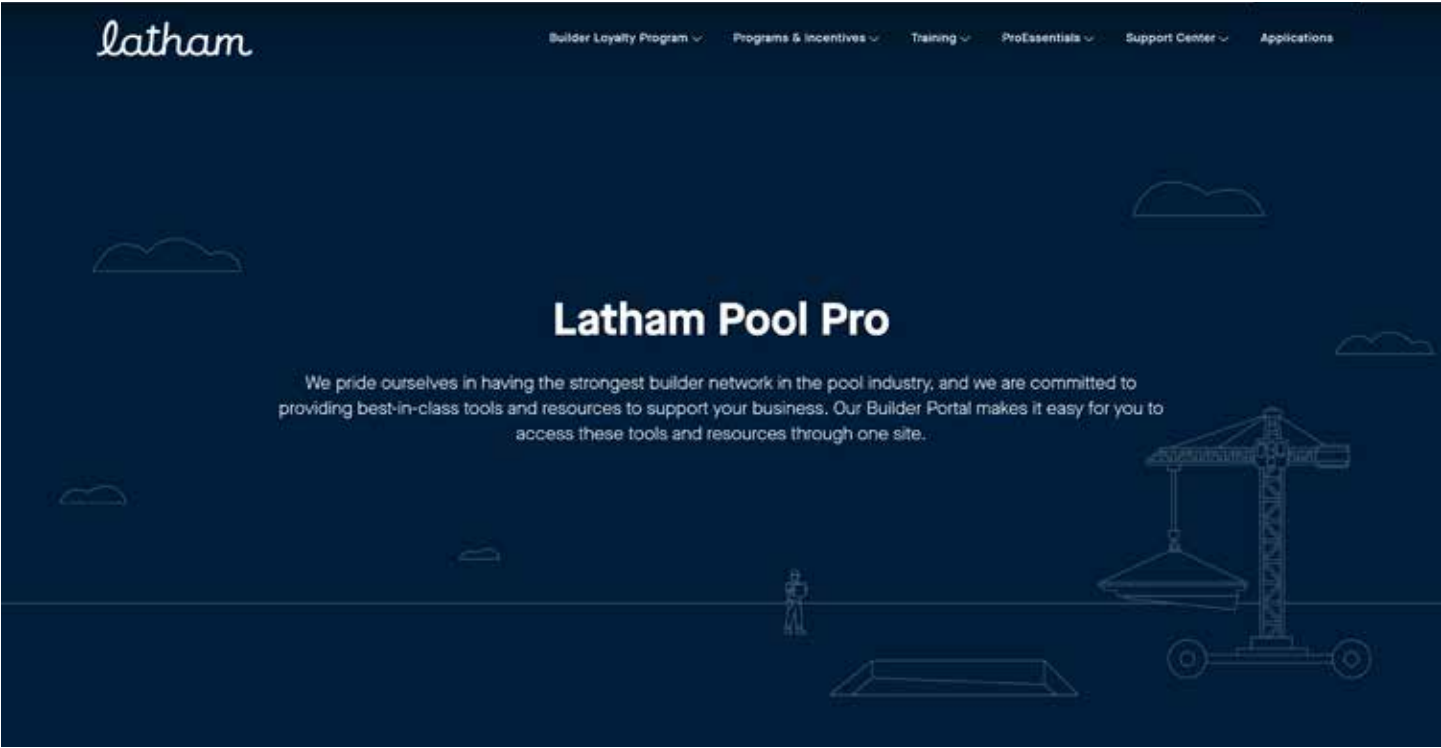 latham
Builder Loyalty Program Programs & Incentives Training ProEssentials Support Center Applications
Latham Pool Pro
We pride ourselves in having the strongest builder network in the pool industry, and we are committed to
providing best-in-class tools and resources to support your business. Our Builder Portal makes it easy for you to
access these tools and resources through one site.